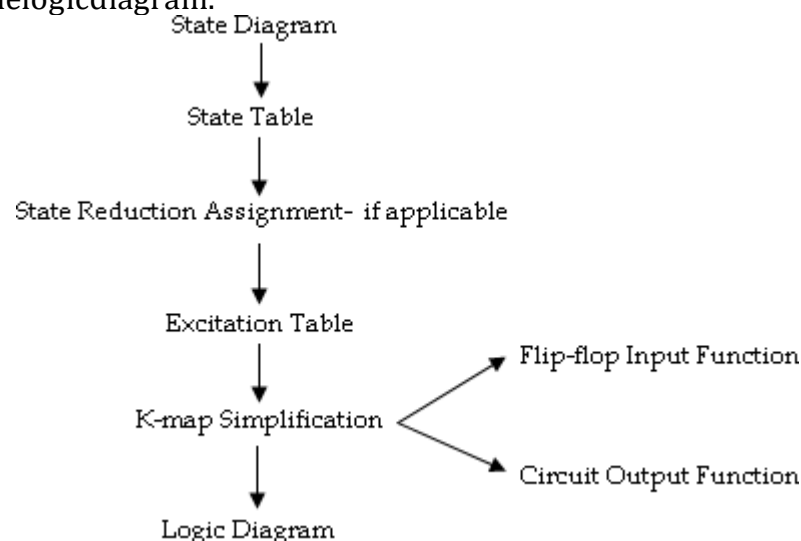 elogicdiagram.
State Diagram
State Table
State Reduction Assignment- if applicable
Excitation Table
Flip-flop Input Function
K-map Simplification
Circuit Output Function
Logic Diagram